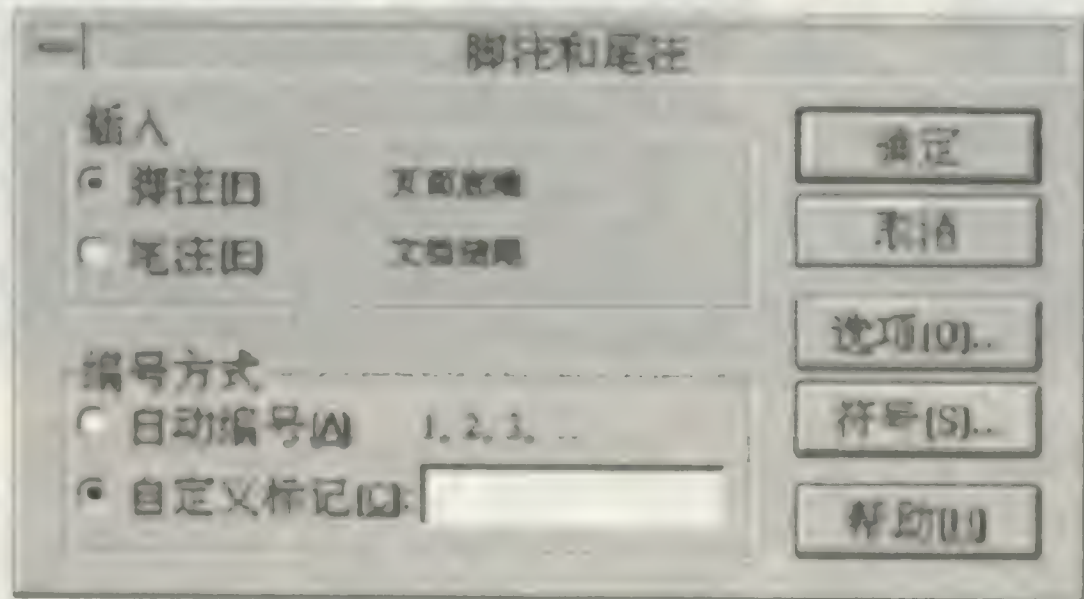 脚注和尾注
插入
脚注(F) 页面底端
尾注(E) 文档结尾
编号方式
自动编号(A) 1, 2, 3, ...
自定义标记(C):
确定
取消
选项(O)...
符号(S)...
帮助(H)